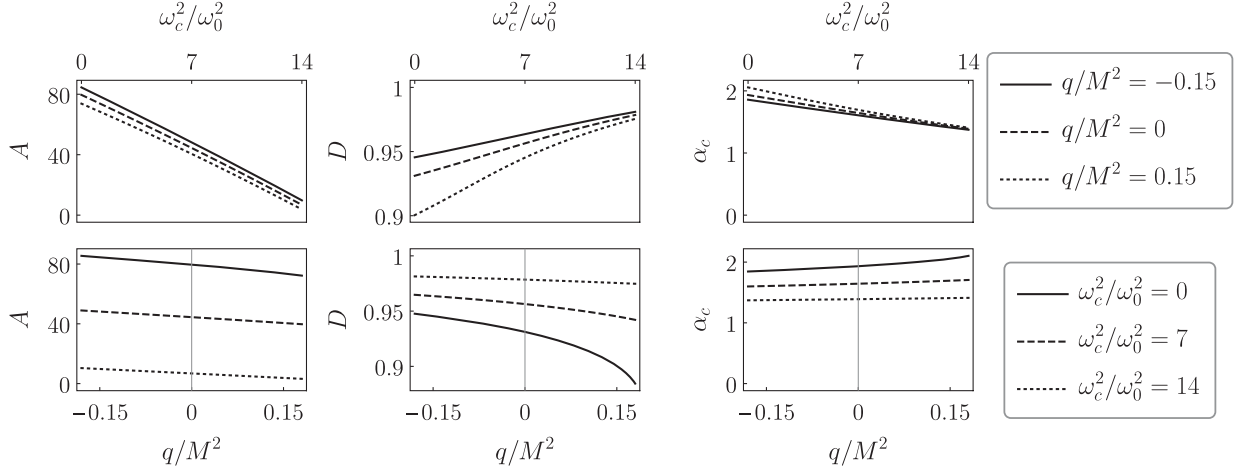 ω_c^2/ω_0^2 ω_c^2/ω_0^2 ω_c^2/ω_0^2
0 7 14 0 7 14 0 7 14
A
80
40
0
D
1
0.95
0.9
α_c
2
1
0
q/M^2 = −0.15
q/M^2 = 0
q/M^2 = 0.15
A
80
40
0
D
1
0.95
0.9
α_c
2
1
0
ω_c^2/ω_0^2 = 0
ω_c^2/ω_0^2 = 7
ω_c^2/ω_0^2 = 14
−0.15 0 0.15 −0.15 0 0.15 −0.15 0 0.15
q/M^2 q/M^2 q/M^2